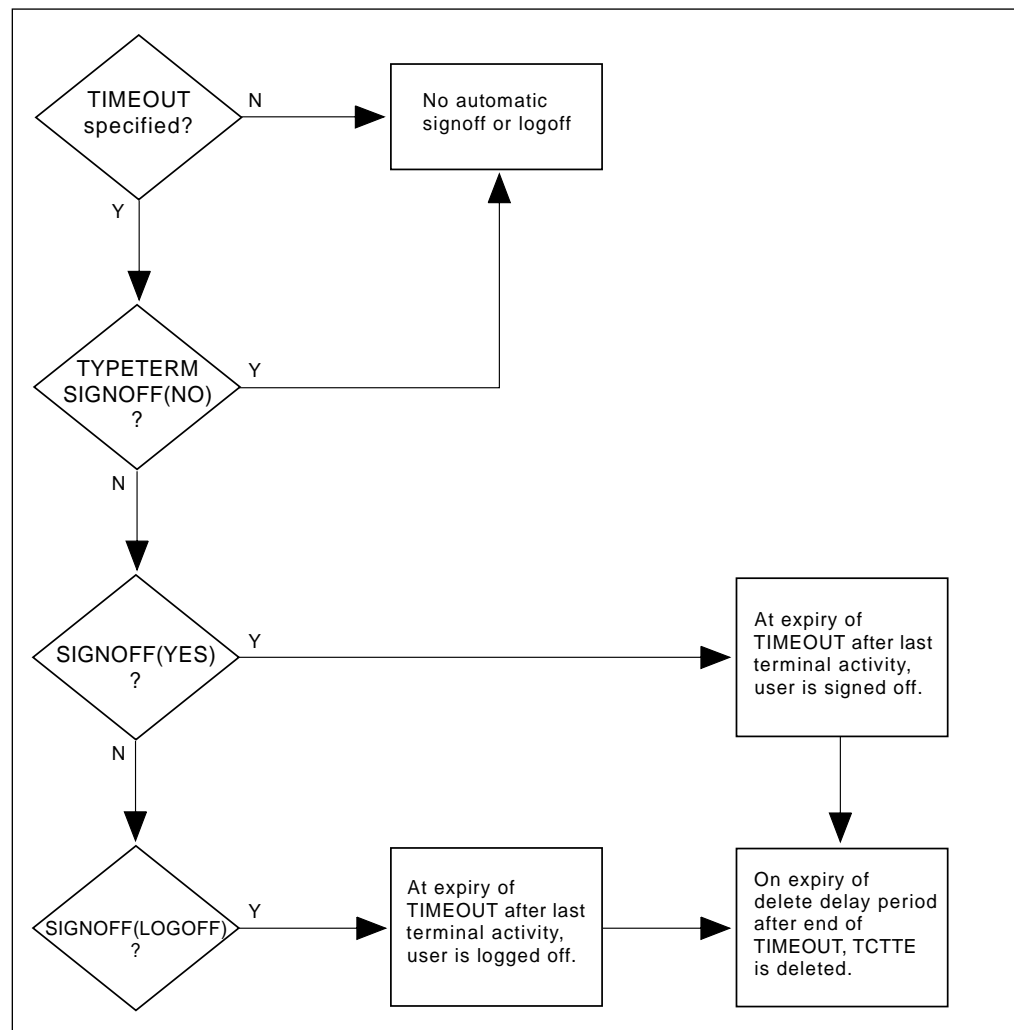 TIMEOUT
specified?
N
No automatic
signoff or logoff
Y
TYPETERM
SIGNOFF(NO)
?
Y
N
SIGNOFF(YES)
?
Y
At expiry of
TIMEOUT after last
terminal activity,
user is signed off.
N
SIGNOFF(LOGOFF)
?
Y
At expiry of
TIMEOUT after last
terminal activity,
user is logged off.
On expiry of
delete delay period
after end of
TIMEOUT, TCTTE
is deleted.